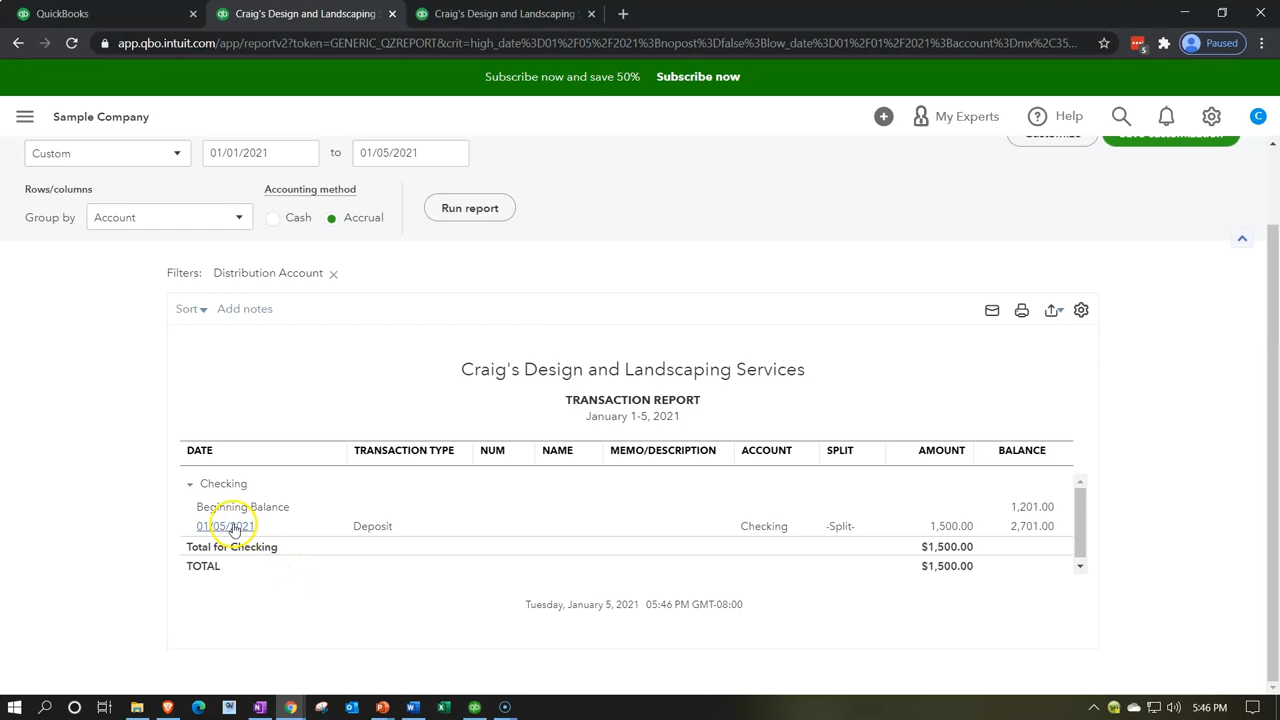 QuickBooks
Craig's Design and Landscaping S
Craig's Design and Landscaping S
app.qbo.intuit.com/app/reportv2?token=GENERIC_QZREPORT&crit=high_date%3D01%2F05%2F2021%3Bnopost%3Dfalse%3Blow_date%3D01%2F01%2F2021%3Baccount%3Dmx%2C35...
5
Paused
Subscribe now and save 50% Subscribe now
Sample Company
My Experts
Help
C
Customize
Custom
01/01/2021
to
01/05/2021
Rows/columns
Accounting method
Group by
Account
Cash
Accrual
Run report
Filters: Distribution Account
Sort
Add notes
Craig's Design and Landscaping Services
TRANSACTION REPORT
January 1-5, 2021
DATE TRANSACTION TYPE NUM NAME MEMO/DESCRIPTION ACCOUNT SPLIT AMOUNT BALANCE
Checking
Beginning Balance 1,201.00
01/05/2021 Deposit Checking -Split- 1,500.00 2,701.00
Total for Checking $1,500.00
TOTAL $1,500.00
Tuesday, January 5, 2021 05:46 PM GMT-08:00
5:46 PM